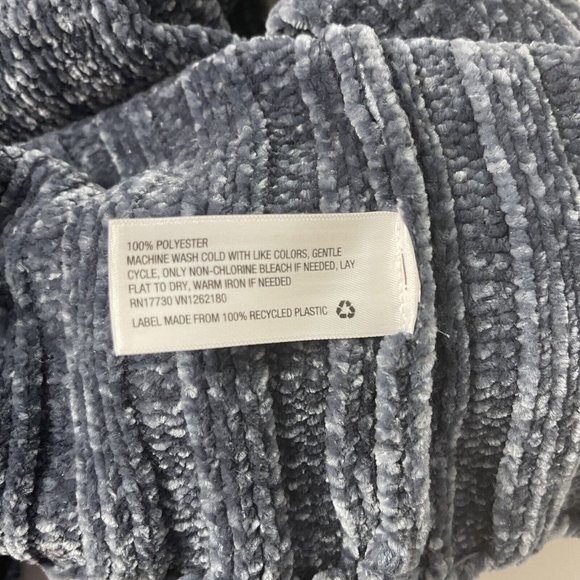 100% POLYESTER
MACHINE WASH COLD WITH LIKE COLORS, GENTLE
CYCLE, ONLY NON-CHLORINE BLEACH IF NEEDED, LAY
FLAT TO DRY, WARM IRON IF NEEDED
RN17730 VN1262180
LABEL MADE FROM 100% RECYCLED PLASTIC